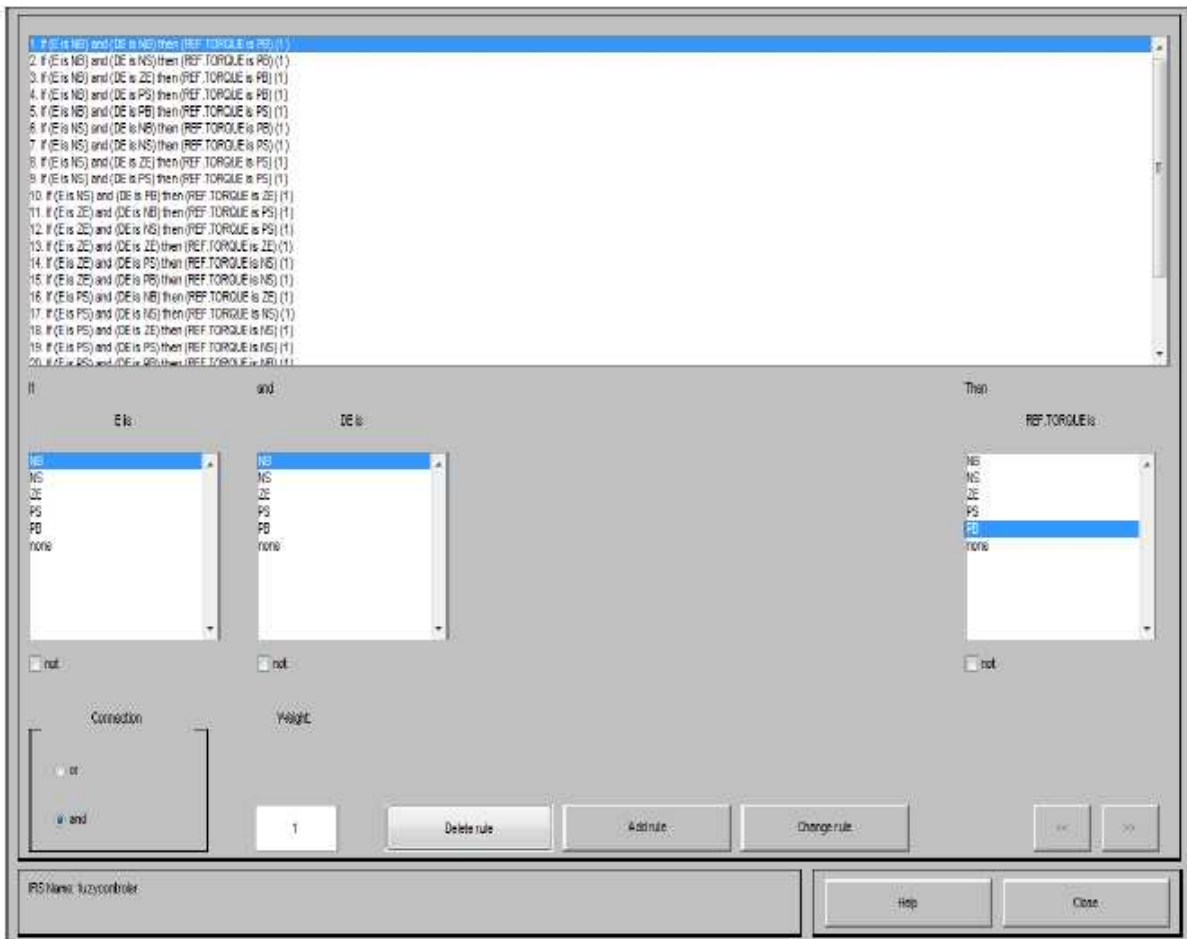 1. If (E is NB) and (DE is NB) then (REF.TORQUE is PB) (1)
2. If (E is NB) and (DE is NS) then (REF.TORQUE is PB) (1)
3. If (E is NB) and (DE is ZE) then (REF.TORQUE is PB) (1)
4. If (E is NB) and (DE is PS) then (REF.TORQUE is PB) (1)
5. If (E is NB) and (DE is PB) then (REF.TORQUE is PS) (1)
6. If (E is NS) and (DE is NB) then (REF.TORQUE is PB) (1)
7. If (E is NS) and (DE is NS) then (REF.TORQUE is PS) (1)
8. If (E is NS) and (DE is ZE) then (REF.TORQUE is PS) (1)
9. If (E is NS) and (DE is PS) then (REF.TORQUE is PS) (1)
10. If (E is NS) and (DE is PB) then (REF.TORQUE is ZE) (1)
11. If (E is ZE) and (DE is NB) then (REF.TORQUE is PS) (1)
12. If (E is ZE) and (DE is NS) then (REF.TORQUE is PS) (1)
13. If (E is ZE) and (DE is ZE) then (REF.TORQUE is ZE) (1)
14. If (E is ZE) and (DE is PS) then (REF.TORQUE is NS) (1)
15. If (E is ZE) and (DE is PB) then (REF.TORQUE is NS) (1)
16. If (E is PS) and (DE is NB) then (REF.TORQUE is ZE) (1)
17. If (E is PS) and (DE is NS) then (REF.TORQUE is NS) (1)
18. If (E is PS) and (DE is ZE) then (REF.TORQUE is NS) (1)
19. If (E is PS) and (DE is PS) then (REF.TORQUE is NS) (1)
20. If (E is PS) and (DE is PB) then (REF.TORQUE is NB) (1)
If and Then
E is DE is REF.TORQUE is
NB NB NB
NS NS NS
ZE ZE ZE
PS PS PS
PB PB PB
none none none
not not not
Connection Weight:
or
and 1 Delete rule Add rule Change rule << >>
FIS Name: fuzycontroler Help Close